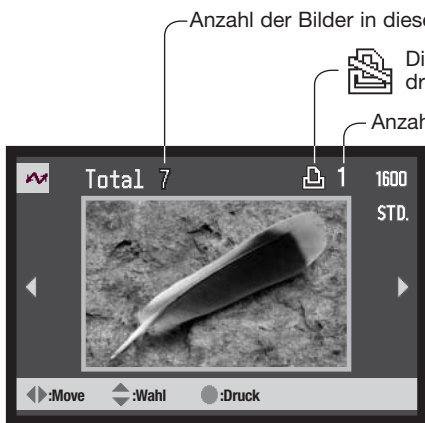 Anzahl der Bilder in diese
Di
dr
Anzah
Total 7 1 1600
STD.
:Move :Wahl :Druck